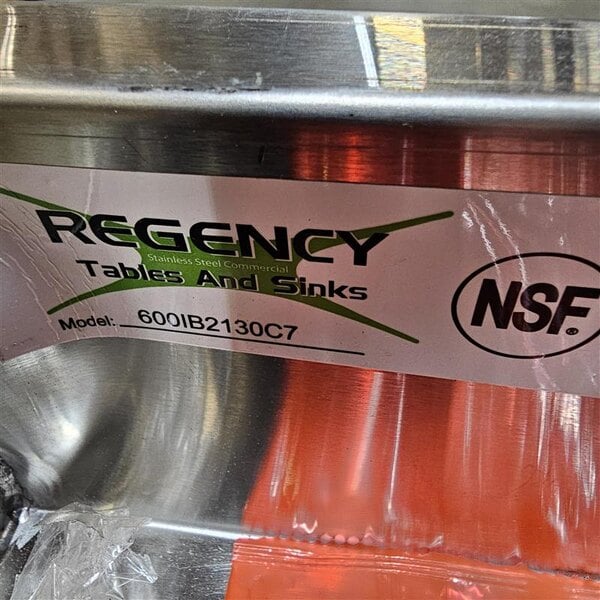 REGENCY
Stainless Steel Commercial
Tables And Sinks
Model: 600IB2130C7
NSF®